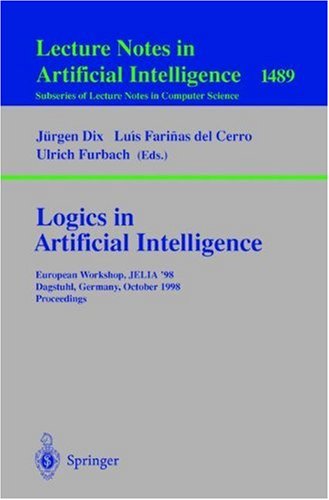 Lecture Notes in
Artificial Intelligence 1489
Subseries of Lecture Notes in Computer Science
Jürgen Dix Luís Fariñas del Cerro
Ulrich Furbach (Eds.)
Logics in
Artificial Intelligence
European Workshop, JELIA '98
Dagstuhl, Germany, October 1998
Proceedings
Springer